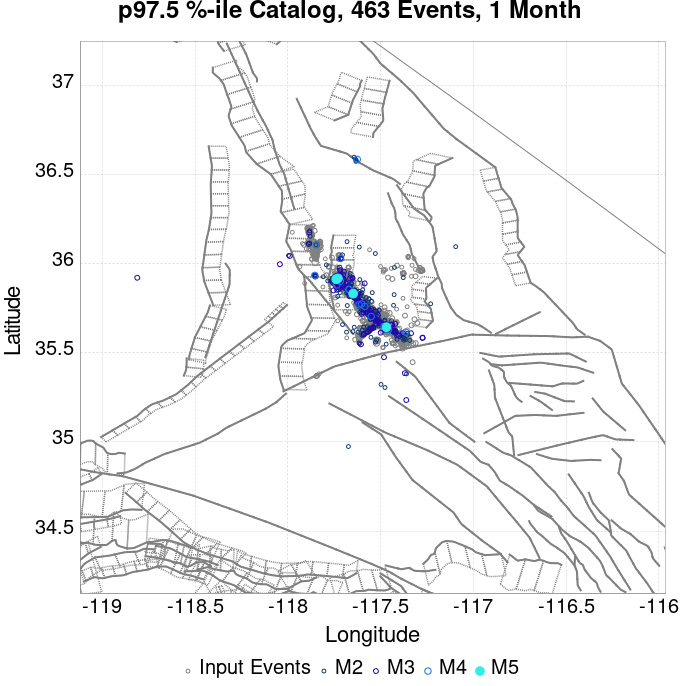 p97.5 %-ile Catalog, 463 Events, 1 Month
37
36.5
36
35.5
35
34.5
Latitude
-119 -118.5 -118 -117.5 -117 -116.5 -116
Longitude
Input Events M2 M3 M4 M5